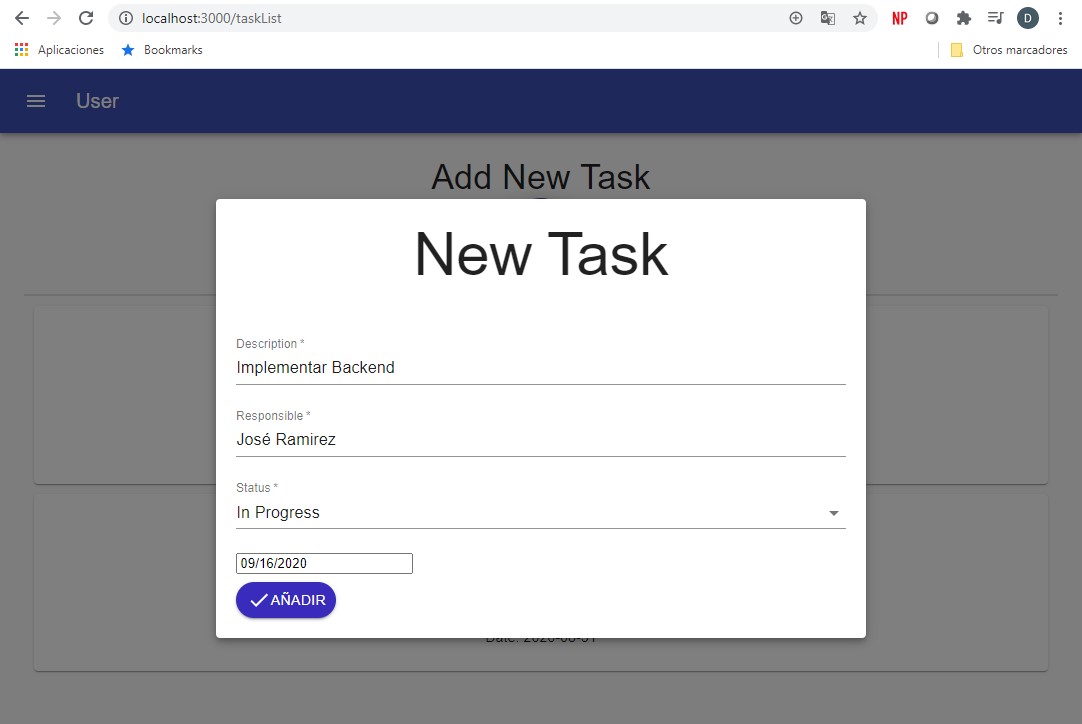 localhost:3000/taskList
NP
D
Aplicaciones
Bookmarks
Otros marcadores
User
Add New Task
New Task
Description *
Implementar Backend
Responsible *
José Ramirez
Status *
In Progress
09/16/2020
AÑADIR